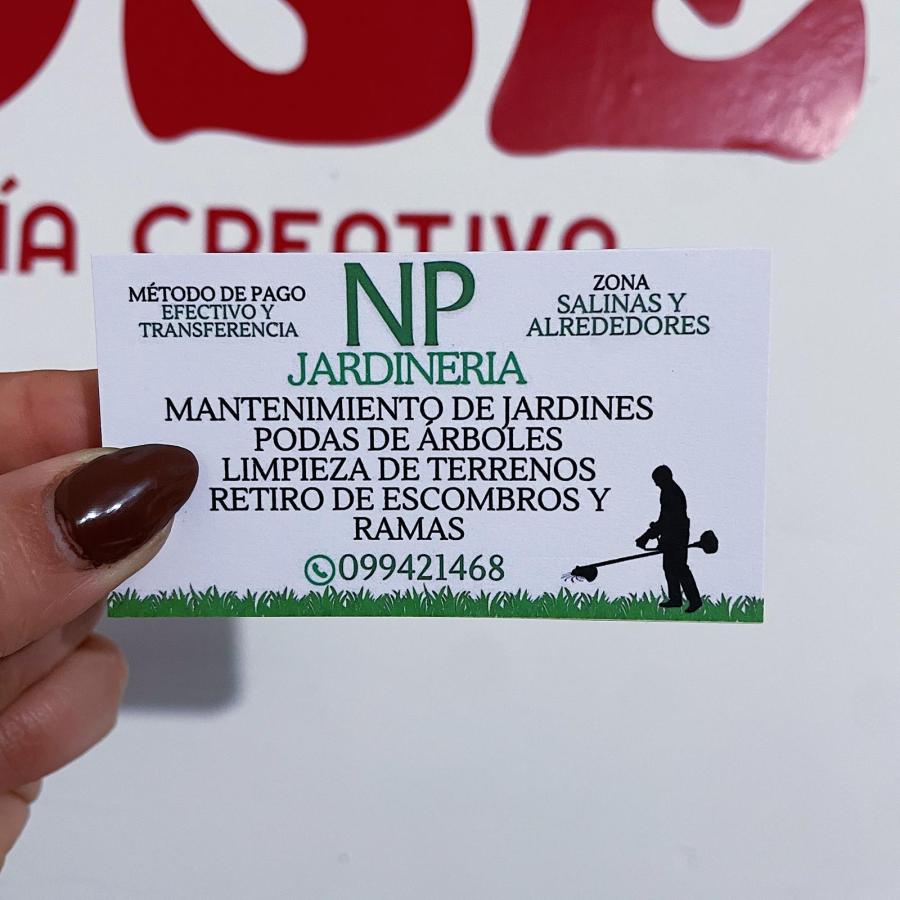 ÍA CREATIVA
MÉTODO DE PAGO
EFECTIVO Y
TRANSFERENCIA
NP
JARDINERIA
ZONA
SALINAS Y
ALREDEDORES
MANTENIMIENTO DE JARDINES
PODAS DE ÁRBOLES
LIMPIEZA DE TERRENOS
RETIRO DE ESCOMBROS Y
RAMAS
099421468